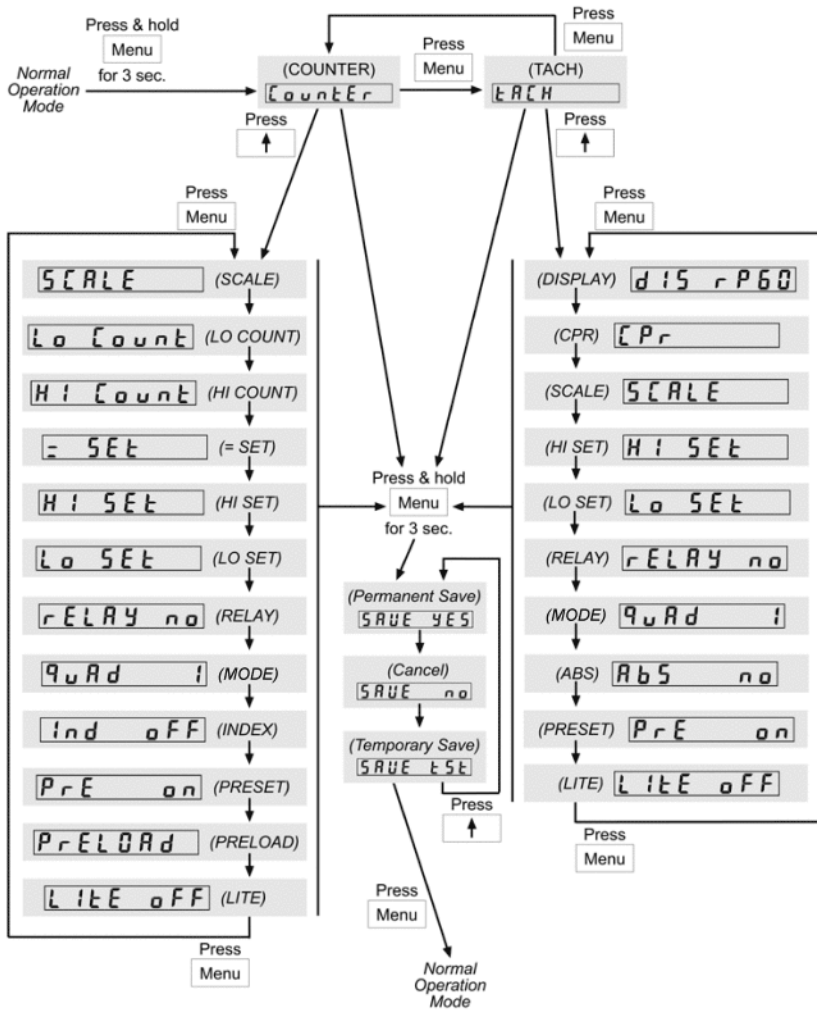 Press & hold
Menu
for 3 sec.
Normal
Operation
Mode
(COUNTER)
CountEr
Press
Menu
Press
Menu
(TACH)
tACH
Press
↑
Press
↑
Press
Menu
SCALE (SCALE)
Lo Count (LO COUNT)
HI Count (HI COUNT)
= SEt (= SET)
HI SEt (HI SET)
Lo SEt (LO SET)
rELAY no (RELAY)
quAd 1 (MODE)
Ind oFF (INDEX)
PrE on (PRESET)
PrELOAd (PRELOAD)
LItE oFF (LITE)
Press
Menu
Press & hold
Menu
for 3 sec.
(Permanent Save)
SAVE YES
(Cancel)
SAVE no
(Temporary Save)
SAVE tSt
Press
↑
Press
Menu
Normal
Operation
Mode
Press
Menu
(DISPLAY) dIS rP60
(CPR) CPr
(SCALE) SCALE
(HI SET) HI SEt
(LO SET) Lo SEt
(RELAY) rELAY no
(MODE) quAd 1
(ABS) AbS no
(PRESET) PrE on
(LITE) LItE oFF
Press
Menu